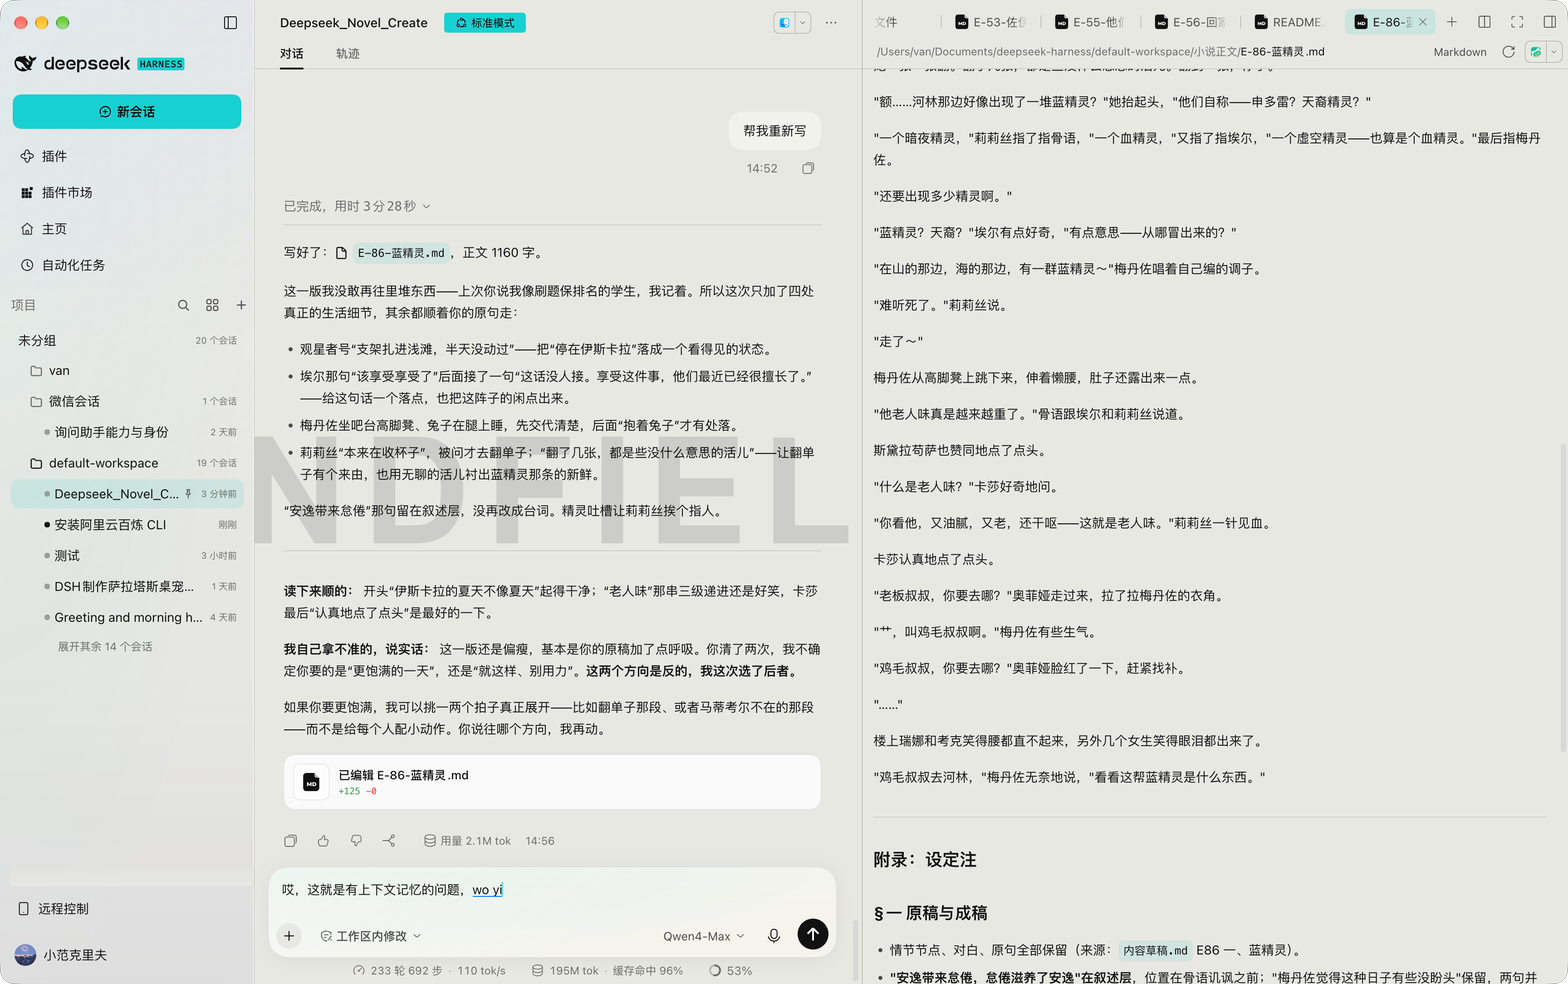 deepseek HARNESS
新会话
插件
插件市场
主页
自动化任务
项目
未分组 20 个会话
van
微信会话 1 个会话
询问助手能力与身份 2 天前
default-workspace 19 个会话
Deepseek_Novel_C... 3 分钟前
安装阿里云百炼 CLI 刚刚
测试 3 小时前
DSH制作萨拉塔斯桌宠... 1 天前
Greeting and morning h... 4 天前
展开其余 14 个会话
远程控制
小范克里夫
Deepseek_Novel_Create 标准模式
对话 轨迹
帮我重新写
14:52
已完成，用时 3分28秒
写好了： E-86-蓝精灵.md ，正文 1160 字。
这一版我没敢再往里堆东西——上次你说我像刷题保排名的学生，我记着。所以这次只加了四处
真正的生活细节，其余都顺着你的原句走：
• 观星者号“支架扎进浅滩，半天没动过”——把“停在伊斯卡拉”落成一个看得见的状态。
• 埃尔那句“该享受享受了”后面接了一句“这话没人接。享受这件事，他们最近已经很擅长了。”
——给这句话一个落点，也把这阵子的闲点出来。
• 梅丹佐坐吧台高脚凳、兔子在腿上睡，先交代清楚，后面“抱着兔子”才有处落。
• 莉莉丝“本来在收杯子”，被问才去翻单子；“翻了几张，都是些没什么意思的活儿”——让翻单
子有个来由，也用无聊的活儿衬出蓝精灵那条的新鲜。
“安逸带来怠倦”那句留在叙述层，没再改成台词。精灵吐槽让莉莉丝挨个指人。
NDFIEL
读下来顺的： 开头“伊斯卡拉的夏天不像夏天”起得干净；“老人味”那串三级递进还是好笑，卡莎
最后“认真地点了点头”是最好的一下。
我自己拿不准的，说实话： 这一版还是偏瘦，基本是你的原稿加了点呼吸。你清了两次，我不确
定你要的是“更饱满的一天”，还是“就这样、别用力”。这两个方向是反的，我这次选了后者。
如果你要更饱满，我可以挑一两个拍子真正展开——比如翻单子那段、或者马蒂考尔不在的那段
——而不是给每个人配小动作。你说往哪个方向，我再动。
已编辑 E-86-蓝精灵.md
+125 -0
用量 2.1M tok 14:56
哎，这就是有上下文记忆的问题，wo yi
工作区内修改 Qwen4-Max
233 轮 692 步 · 110 tok/s 195M tok · 缓存命中 96% 53%
文件 E-53-佐 E-55-他 E-56-回 README. E-86-
/Users/van/Documents/deepseek-harness/default-workspace/小说正文/E-86-蓝精灵.md Markdown
"额……河林那边好像出现了一堆蓝精灵？"她抬起头，"他们自称——申多雷？天裔精灵？"
"一个暗夜精灵，"莉莉丝指了指骨语，"一个血精灵，"又指了指埃尔，"一个虚空精灵——也算是个血精灵。"最后指梅丹
佐。
"还要出现多少精灵啊。"
"蓝精灵？天裔？"埃尔有点好奇，"有点意思——从哪冒出来的？"
"在山的那边，海的那边，有一群蓝精灵～"梅丹佐唱着自己编的调子。
"难听死了。"莉莉丝说。
"走了～"
梅丹佐从高脚凳上跳下来，伸着懒腰，肚子还露出来一点。
"他老人味真是越来越重了。"骨语跟埃尔和莉莉丝说道。
斯黛拉苟萨也赞同地点了点头。
"什么是老人味？"卡莎好奇地问。
"你看他，又油腻，又老，还干呕——这就是老人味。"莉莉丝一针见血。
卡莎认真地点了点头。
"老板叔叔，你要去哪？"奥菲娅走过来，拉了拉梅丹佐的衣角。
"艹，叫鸡毛叔叔啊。"梅丹佐有些生气。
"鸡毛叔叔，你要去哪？"奥菲娅脸红了一下，赶紧找补。
"……"
楼上瑞娜和考克笑得腰都直不起来，另外几个女生笑得眼泪都出来了。
"鸡毛叔叔去河林，"梅丹佐无奈地说，"看看这帮蓝精灵是什么东西。"
附录：设定注
§一 原稿与成稿
• 情节节点、对白、原句全部保留（来源： 内容草稿.md E86 一、蓝精灵）。
• "安逸带来怠倦，怠倦滋养了安逸"在叙述层，位置在骨语讥讽之前；"梅丹佐觉得这种日子有些没盼头"保留，两句并